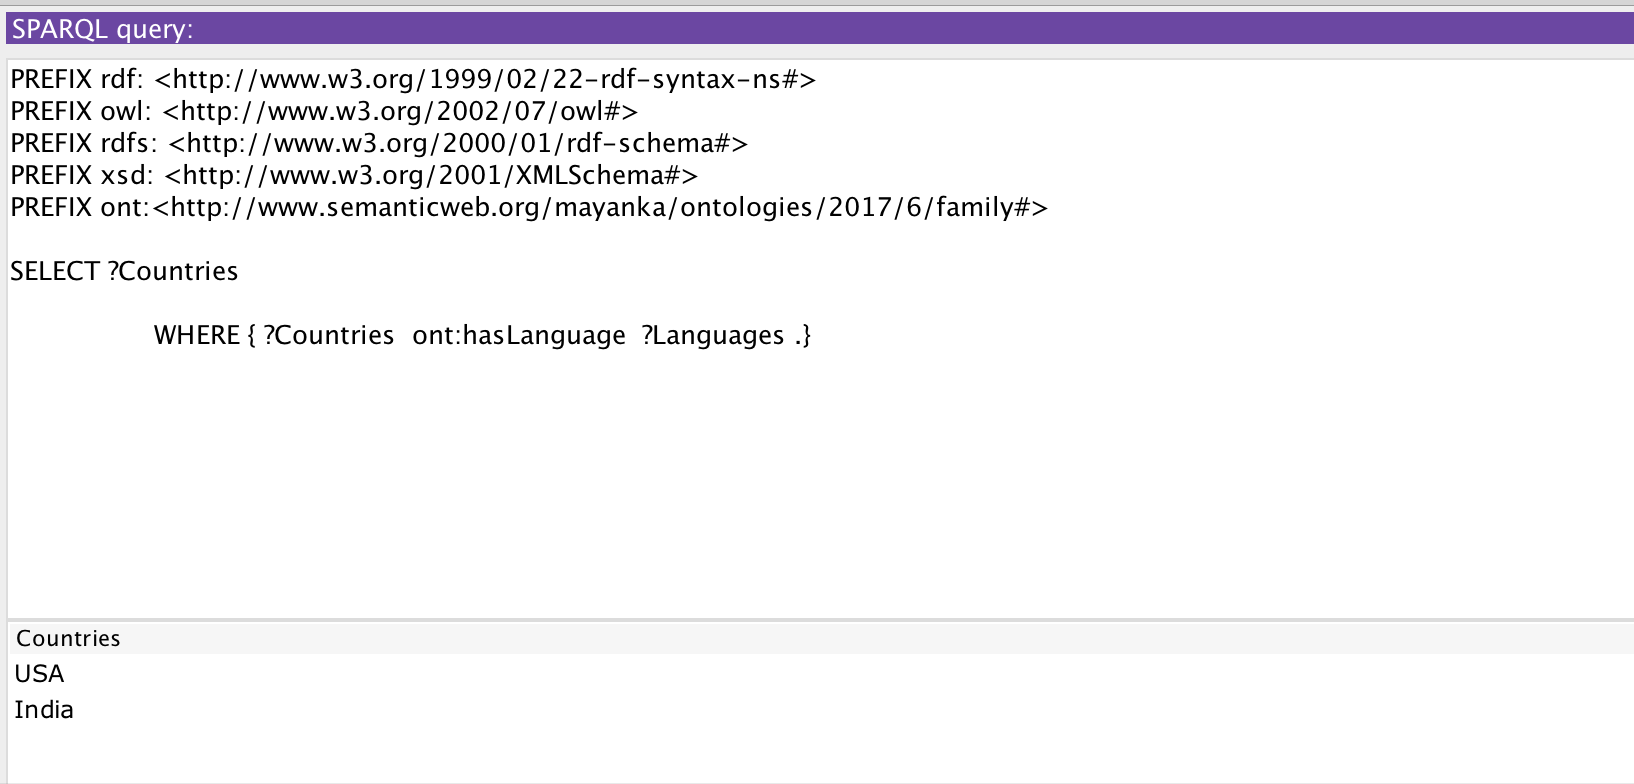 SPARQL query:
PREFIX rdf: <http://www.w3.org/1999/02/22-rdf-syntax-ns#>
PREFIX owl: <http://www.w3.org/2002/07/owl#>
PREFIX rdfs: <http://www.w3.org/2000/01/rdf-schema#>
PREFIX xsd: <http://www.w3.org/2001/XMLSchema#>
PREFIX ont:<http://www.semanticweb.org/mayanka/ontologies/2017/6/family#>
SELECT ?Countries
WHERE { ?Countries ont:hasLanguage ?Languages .}
Countries
USA
India